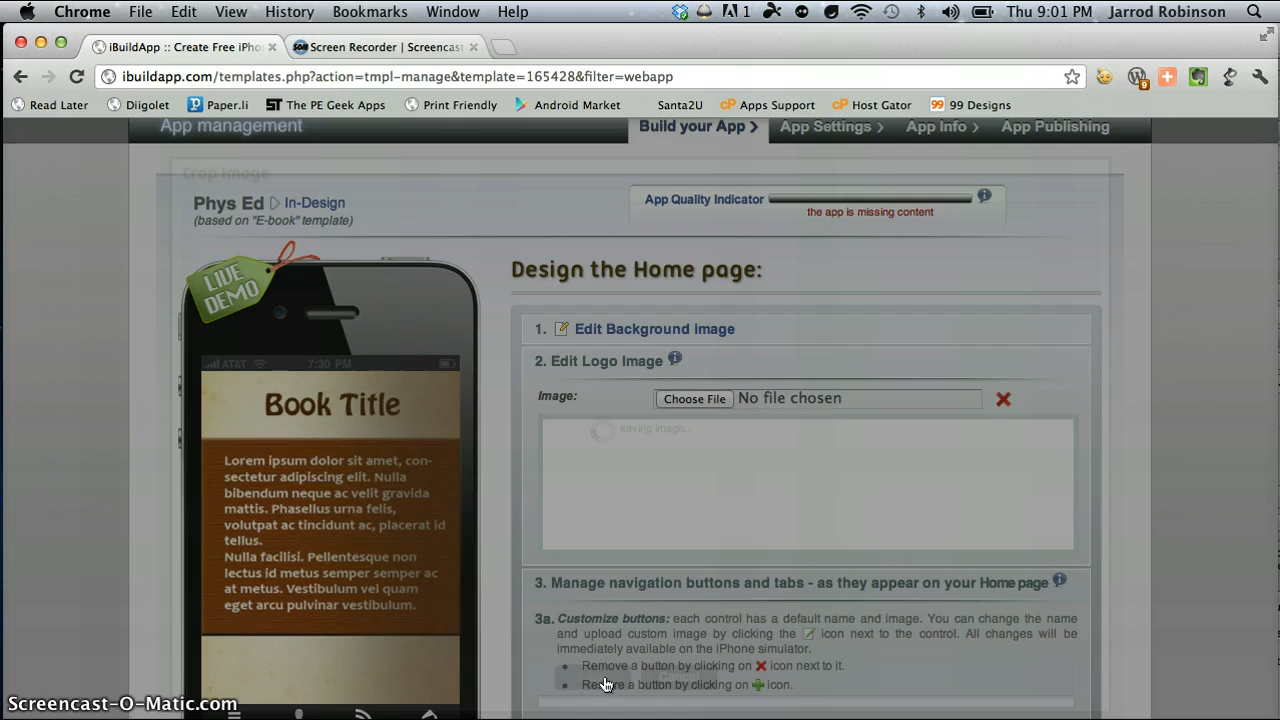 Chrome File Edit View History Bookmarks Window Help 1 Thu 9:01 PM Jarrod Robinson
iBuildApp :: Create Free iPho Screen Recorder | Screencast
ibuildapp.com/templates.php?action=tmpl-manage&template=165428&filter=webapp
9
Read Later Diigolet Paper.li The PE Geek Apps Print Friendly Android Market Santa2U Apps Support Host Gator 99 99 Designs
App management Build your App App Settings App Info App Publishing
Crop Image
Phys Ed In-Design
(based on "E-book" template)
App Quality Indicator
the app is missing content
LIVE
DEMO
Design the Home page:
1. Edit Background image
2. Edit Logo Image
AT&T 7:30 PM
Image: Choose File No file chosen
Book Title
saving image...
Lorem ipsum dolor sit amet, con-
sectetur adipiscing elit. Nulla
bibendum neque ac velit gravida
mattis. Phasellus urna felis,
volutpat ac tincidunt ac, placerat id
tellus.
Nulla facilisi. Pellentesque non
lectus id metus semper semper ac
at metus. Vestibulum vel quam
eget arcu pulvinar vestibulum.
3. Manage navigation buttons and tabs - as they appear on your Home page
3a. Customize buttons: each control has a default name and image. You can change the name
and upload custom image by clicking the icon next to the control. All changes will be
immediately available on the iPhone simulator.
Remove a button by clicking on icon next to it.
a button by clicking on icon.
Screencast-O-Matic.com